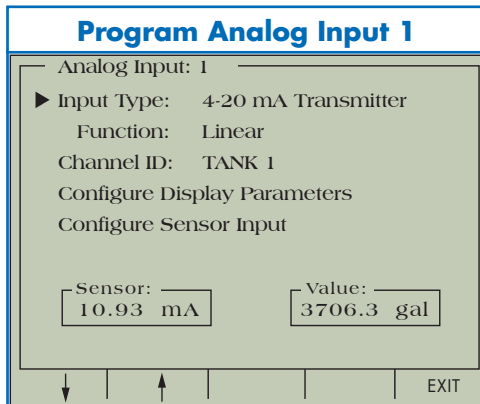 Program Analog Input 1
Analog Input: 1
Input Type: 4-20 mA Transmitter
Function: Linear
Channel ID: TANK 1
Configure Display Parameters
Configure Sensor Input
Sensor: Value:
10.93 mA 3706.3 gal
EXIT